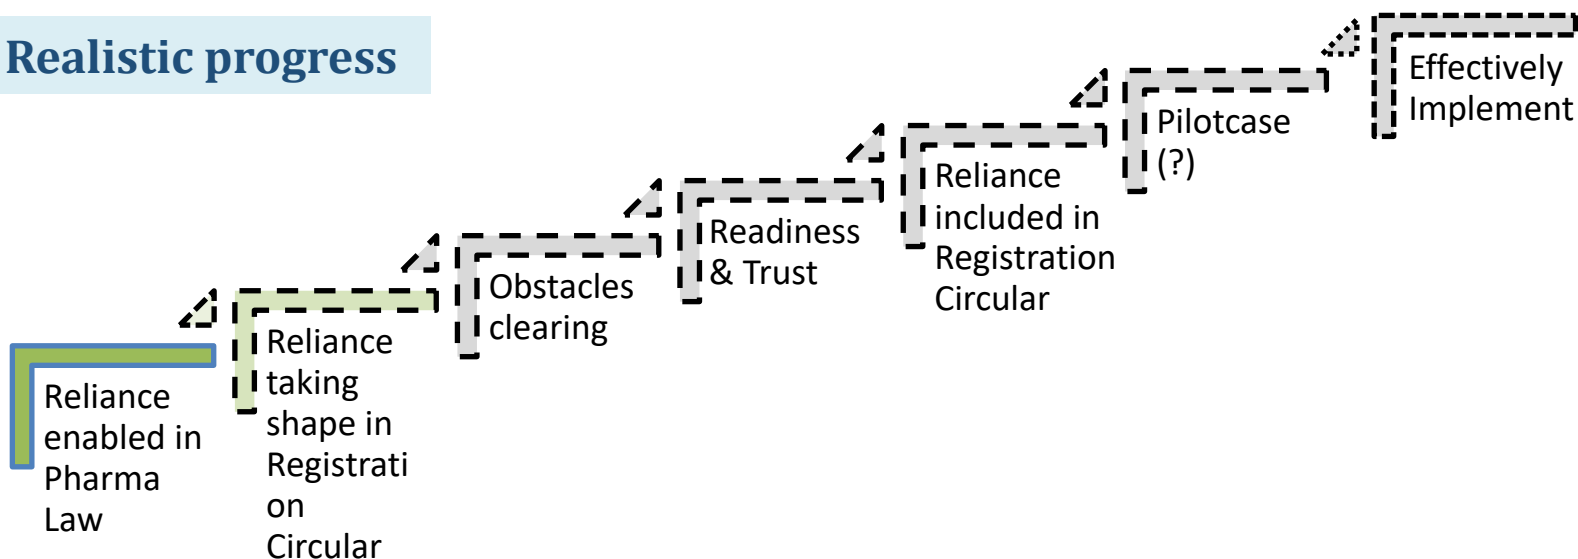 Realistic progress
Reliance
enabled in
Pharma
Law
Reliance
taking
shape in
Registrati
on
Circular
Obstacles
clearing
Readiness
& Trust
Reliance
included in
Registration
Circular
Pilotcase
(?)
Effectively
Implement